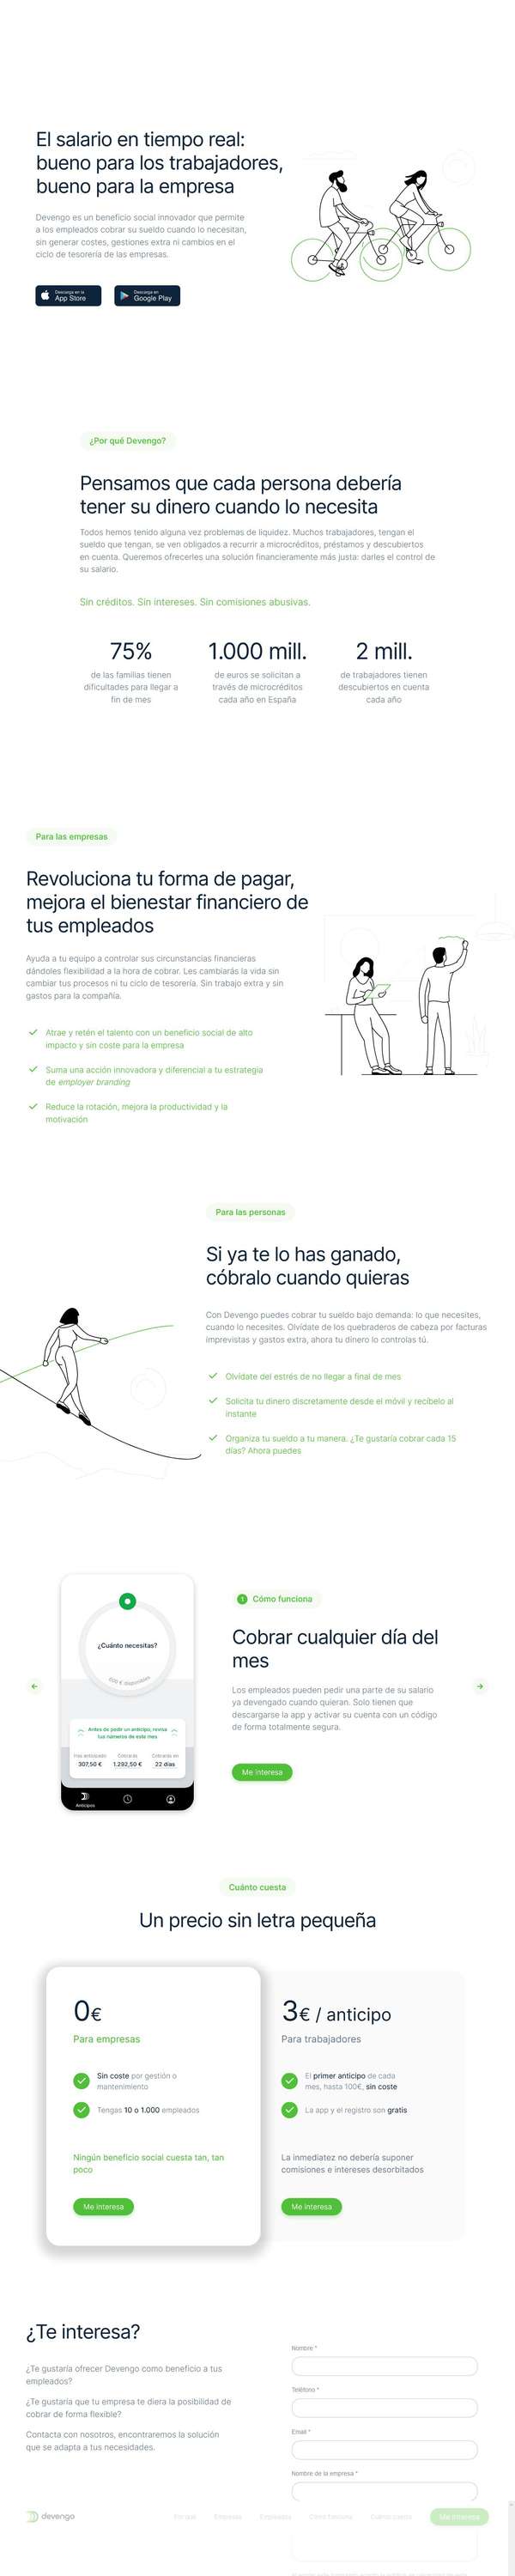 El salario en tiempo real:
bueno para los trabajadores,
bueno para la empresa
Devengo es un beneficio social innovador que permite
a los empleados cobrar su sueldo cuando lo necesitan,
sin generar costes, gestiones extra ni cambios en el
ciclo de tesorería de las empresas.
Descarga en la
App Store
Descarga en
Google Play
¿Por qué Devengo?
Pensamos que cada persona debería
tener su dinero cuando lo necesita
Todos hemos tenido alguna vez problemas de liquidez. Muchos trabajadores, tengan el
sueldo que tengan, se ven obligados a recurrir a microcréditos, préstamos y descubiertos
en cuenta. Queremos ofrecerles una solución financieramente más justa: darles el control de
su salario.
Sin créditos. Sin intereses. Sin comisiones abusivas.
75%
de las familias tienen
dificultades para llegar a
fin de mes
1.000 mill.
de euros se solicitan a
través de microcréditos
cada año en España
2 mill.
de trabajadores tienen
descubiertos en cuenta
cada año
Para las empresas
Revoluciona tu forma de pagar,
mejora el bienestar financiero de
tus empleados
Ayuda a tu equipo a controlar sus circunstancias financieras
dándoles flexibilidad a la hora de cobrar. Les cambiarás la vida sin
cambiar tus procesos ni tu ciclo de tesorería. Sin trabajo extra y sin
gastos para la compañía.
Atrae y retén el talento con un beneficio social de alto
impacto y sin coste para la empresa
Suma una acción innovadora y diferencial a tu estrategia
de employer branding
Reduce la rotación, mejora la productividad y la
motivación
Para las personas
Si ya te lo has ganado,
cóbralo cuando quieras
Con Devengo puedes cobrar tu sueldo bajo demanda: lo que necesites,
cuando lo necesites. Olvídate de los quebraderos de cabeza por facturas
imprevistas y gastos extra, ahora tu dinero lo controlas tú.
Olvídate del estrés de no llegar a final de mes
Solicita tu dinero discretamente desde el móvil y recíbelo al
instante
Organiza tu sueldo a tu manera. ¿Te gustaría cobrar cada 15
días? Ahora puedes
¿Cuánto necesitas?
600 € disponibles
Antes de pedir un anticipo, revisa
tus números de este mes
Has anticipado
Cobrarás
Cobrarás en
307,50 €
1.292,50 €
22 días
Anticipos
1 Cómo funciona
Cobrar cualquier día del
mes
Los empleados pueden pedir una parte de su salario
ya devengado cuando quieran. Solo tienen que
descargarse la app y activar su cuenta con un código
de forma totalmente segura.
Me interesa
Cuánto cuesta
Un precio sin letra pequeña
0€
Para empresas
Sin coste por gestión o
mantenimiento
Tengas 10 o 1.000 empleados
Ningún beneficio social cuesta tan, tan
poco
Me interesa
3€ / anticipo
Para trabajadores
El primer anticipo de cada
mes, hasta 100€, sin coste
La app y el registro son gratis
La inmediatez no debería suponer
comisiones e intereses desorbitados
Me interesa
¿Te interesa?
¿Te gustaría ofrecer Devengo como beneficio a tus
empleados?
¿Te gustaría que tu empresa te diera la posibilidad de
cobrar de forma flexible?
Contacta con nosotros, encontraremos la solución
que se adapta a tus necesidades.
Nombre *
Teléfono *
Email *
Nombre de la empresa *
devengo
Por qué
Empresas
Empleados
Cómo funciona
Cuánto cuesta
Me interesa